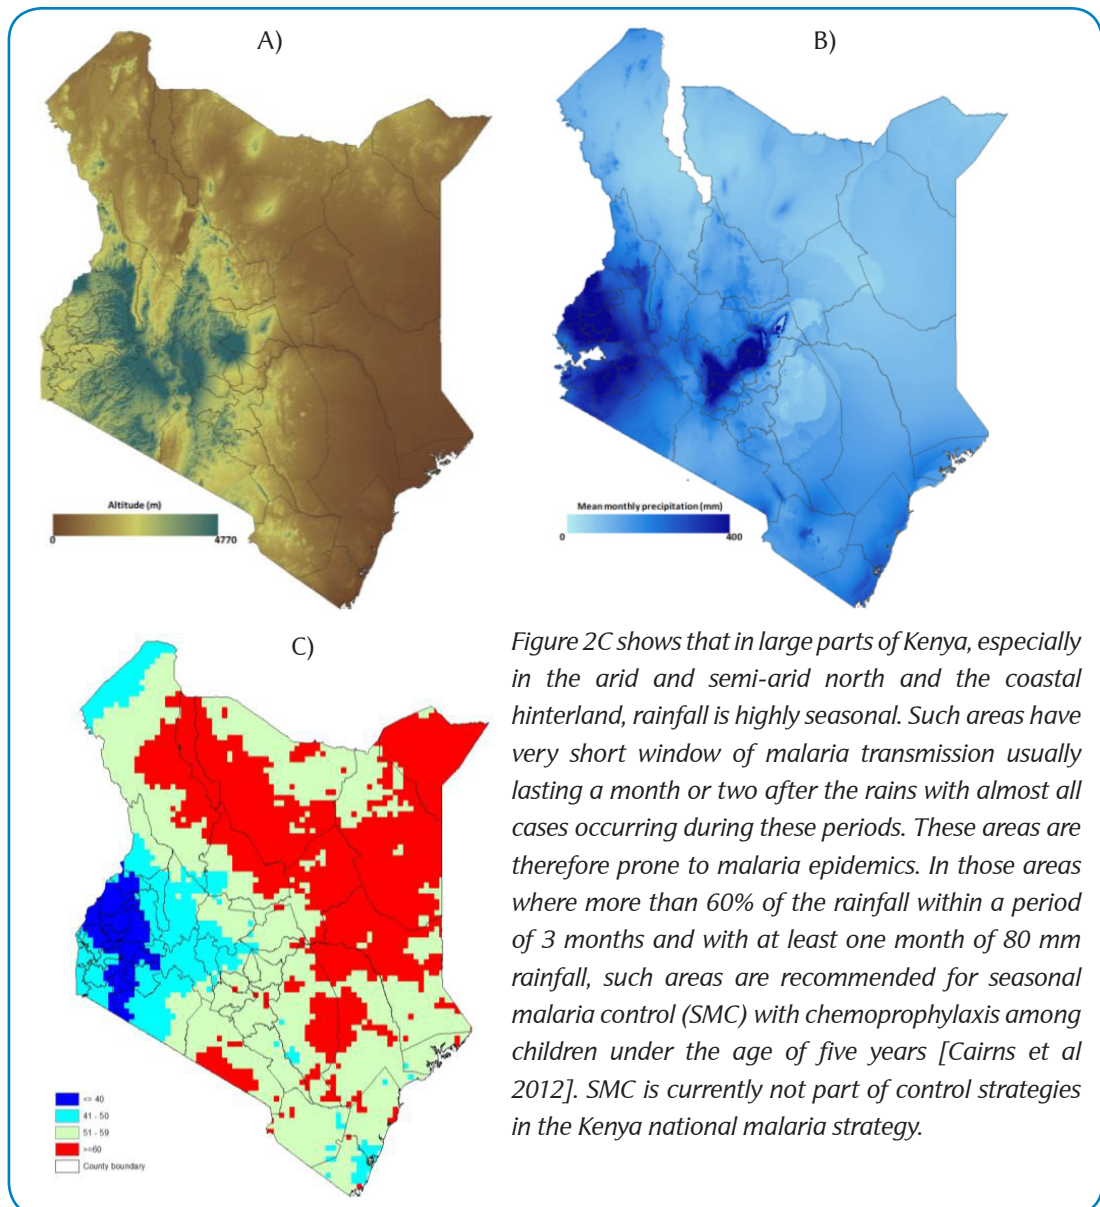 A)
B)
Altitude (m)
0
4770
Mean monthly precipitation (mm)
0
400
C)
Figure 2C shows that in large parts of Kenya, especially
in the arid and semi-arid north and the coastal
hinterland, rainfall is highly seasonal. Such areas have
very short window of malaria transmission usually
lasting a month or two after the rains with almost all
cases occurring during these periods. These areas are
therefore prone to malaria epidemics. In those areas
where more than 60% of the rainfall within a period
of 3 months and with at least one month of 80 mm
rainfall, such areas are recommended for seasonal
malaria control (SMC) with chemoprophylaxis among
children under the age of five years [Cairns et al
2012]. SMC is currently not part of control strategies
in the Kenya national malaria strategy.
<= 40
41 - 50
51 - 59
>=60
County boundary